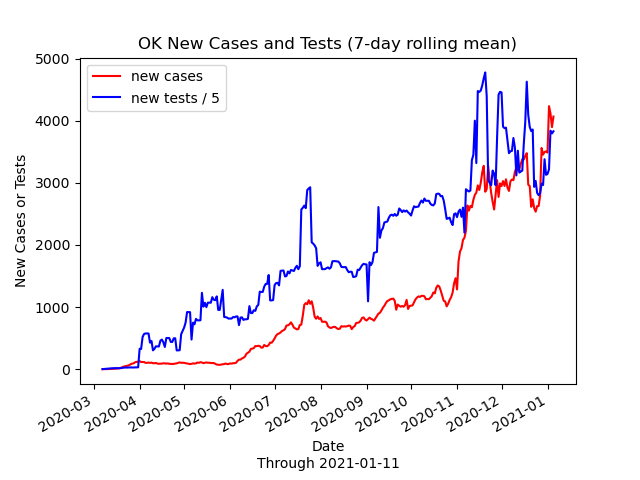 OK New Cases and Tests (7-day rolling mean)
new cases
new tests / 5
5000
4000
3000
2000
1000
0
New Cases or Tests
2020-03
2020-04
2020-05
2020-06
2020-07
2020-08
2020-09
2020-10
2020-11
2020-12
2021-01
Date
Through 2021-01-11